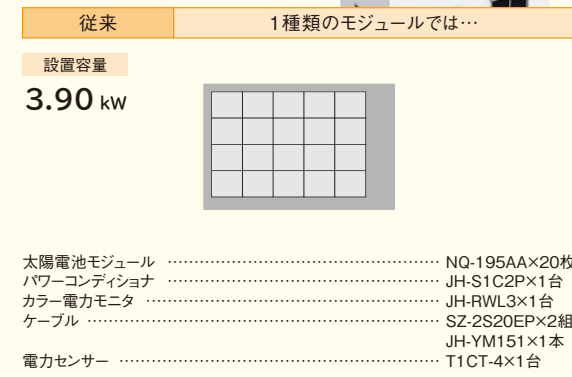 従来 1種類のモジュールでは…
設置容量
3.90 kW
太陽電池モジュール ………………………………………… NQ-195AA×20枚
パワーコンディショナ ………………………………………… JH-S1C2P×1台
カラー電力モニタ …………………………………………… JH-RWL3×1台
ケーブル …………………………………………………… SZ-2S20EP×2組
JH-YM151×1本
電力センサー ……………………………………………… T1CT-4×1台